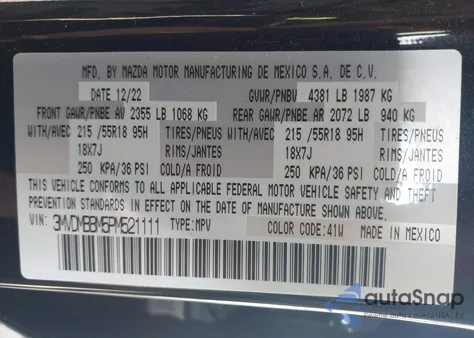 MFD. BY MAZDA MOTOR MANUFACTURING DE MEXICO S.A. DE C.V.
DATE 12/22 GVWR/PNBV 4381 LB 1987 KG
FRONT GAWR/PNBE AV 2355 LB 1068 KG REAR GAWR/PNBE AR 2072 LB 940 KG
WITH/AVEC 215 /55R18 95H TIRES/PNEUS WITH/AVEC 215 /55R18 95H TIRES/PNEUS
18X7J RIMS/JANTES 18X7J RIMS/JANTES
250 KPA/36 PSI COLD/A FROID 250 KPA/36 PSI COLD/A FROID
THIS VEHICLE CONFORMS TO ALL APPLICABLE FEDERAL MOTOR VEHICLE SAFETY AND THEFT
PREVENTION STANDARDS IN EFFECT ON THE DATE OF MANUFACTURE SHOWN ABOVE.
VIN: 3MVDMBBM5PM521111 TYPE:MPV COLOR CODE:41W MADE IN MEXICO
autoSnap